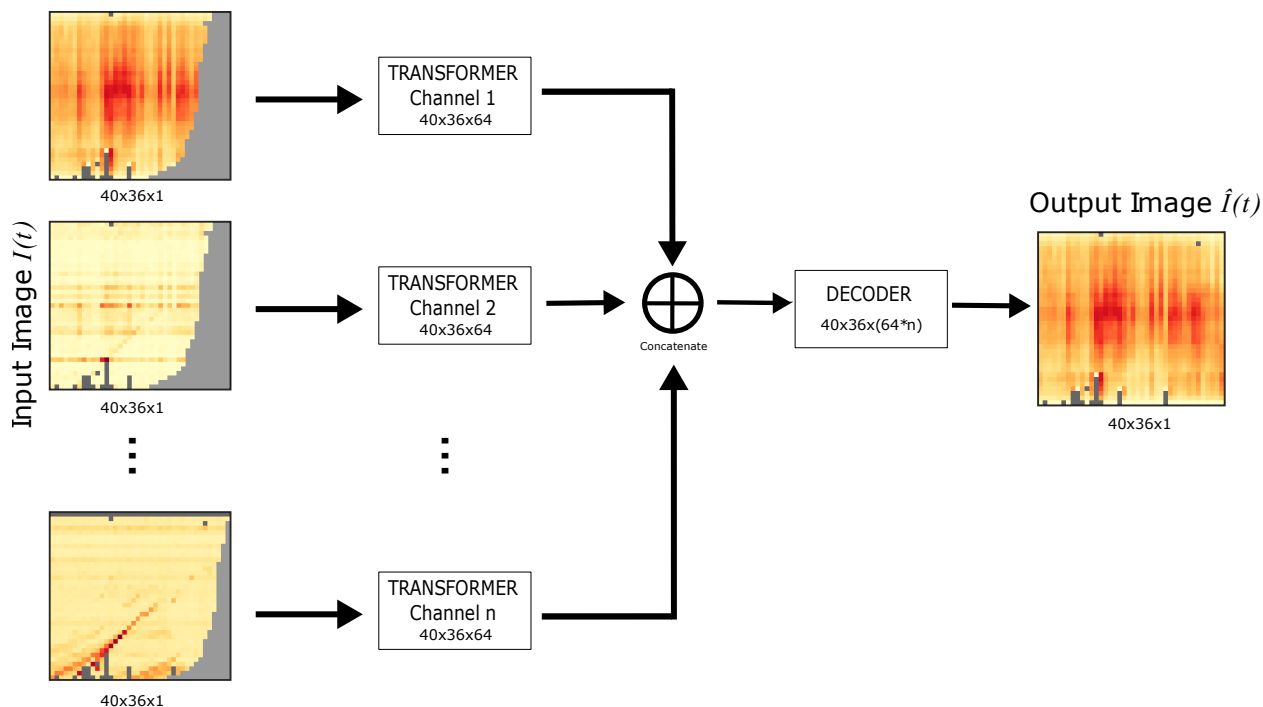 Input Image I(t)
40x36x1
TRANSFORMER
Channel 1
40x36x64
40x36x1
TRANSFORMER
Channel 2
40x36x64
⋮
⋮
40x36x1
TRANSFORMER
Channel n
40x36x64
Concatenate
DECODER
40x36x(64*n)
Output Image Î(t)
40x36x1